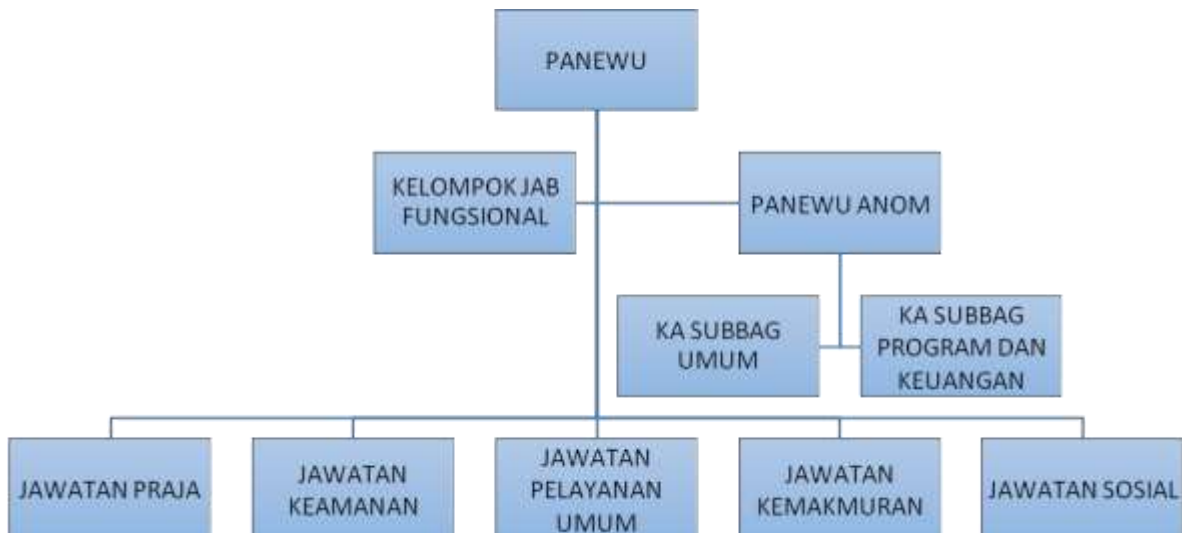 PANEWU
KELOMPOK JAB
FUNGSIONAL
PANEWU ANOM
KA SUBBAG
UMUM
KA SUBBAG
PROGRAM DAN
KEUANGAN
JAWATAN PRAJA
JAWATAN
KEAMANAN
JAWATAN
PELAYANAN
UMUM
JAWATAN
KEMAKMURAN
JAWATAN SOSIAL